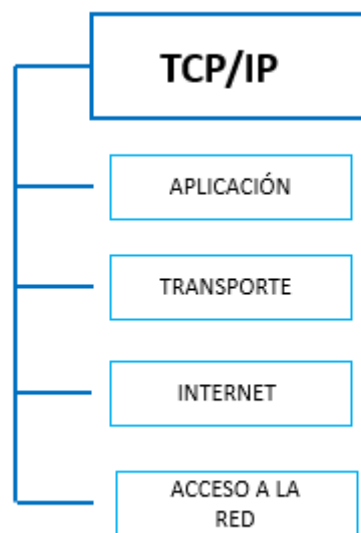 TCP/IP
APLICACIÓN
TRANSPORTE
INTERNET
ACCESO A LA
RED